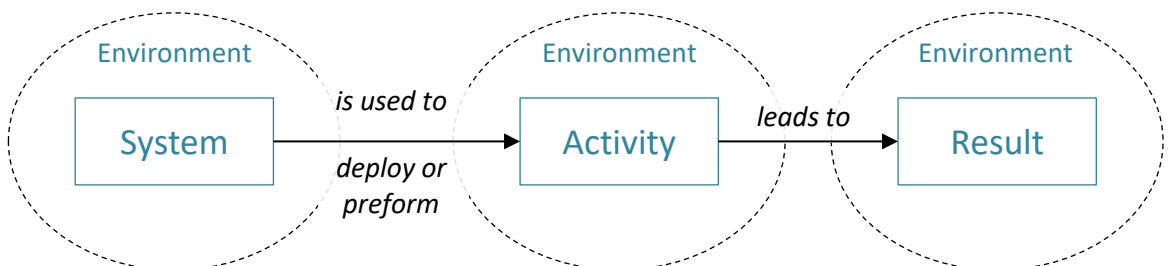 Environment
System
is used to
deploy or
preform
Environment
Activity
leads to
Environment
Result